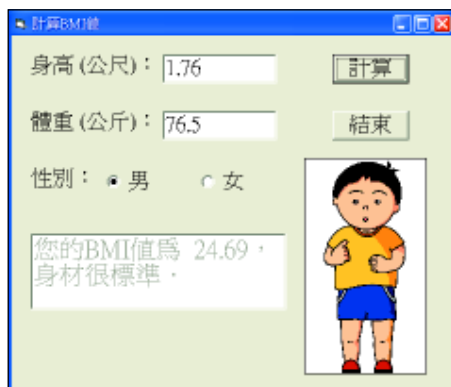 計算BMI值
身高(公尺)：1.76
計算
體重(公斤)：76.5
結束
性別： 男 女
您的BMI值為 24.69，
身材很標準．